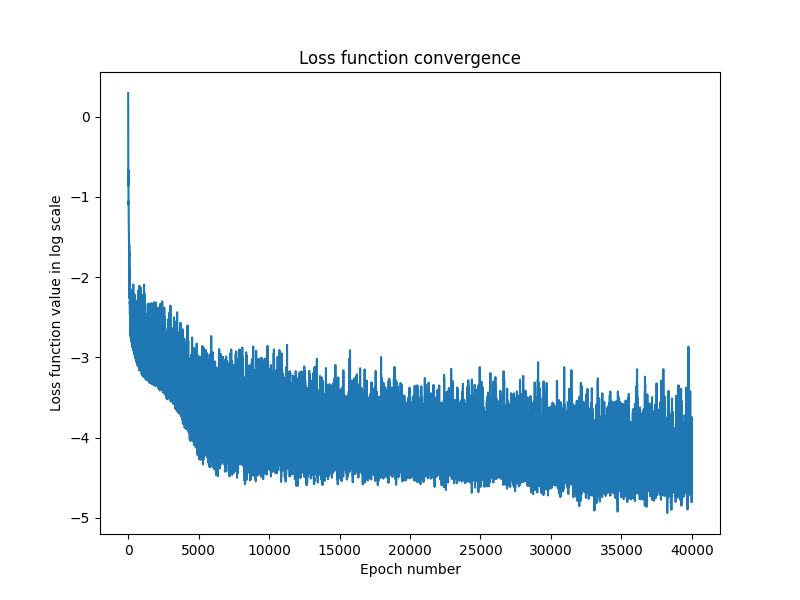 Loss function convergence
Loss function value in log scale
0
−1
−2
−3
−4
−5
0 5000 10000 15000 20000 25000 30000 35000 40000
Epoch number